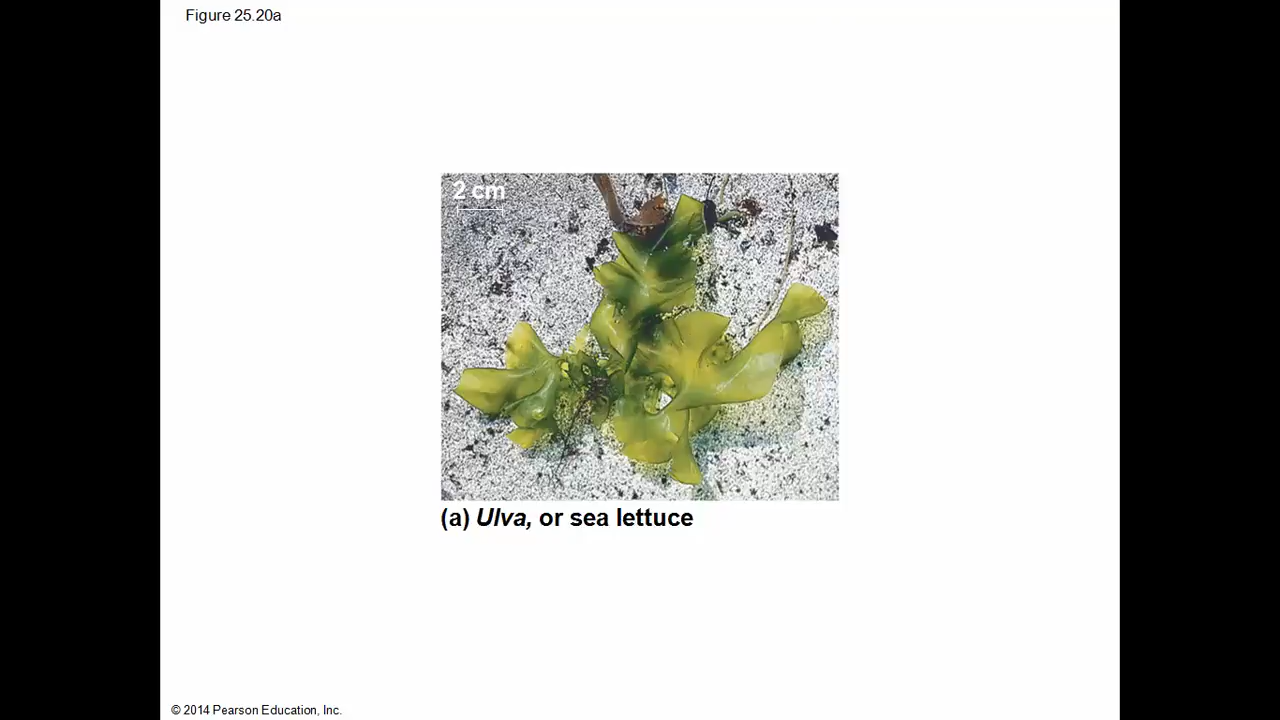 Figure 25.20a
2 cm
(a) Ulva, or sea lettuce
© 2014 Pearson Education, Inc.